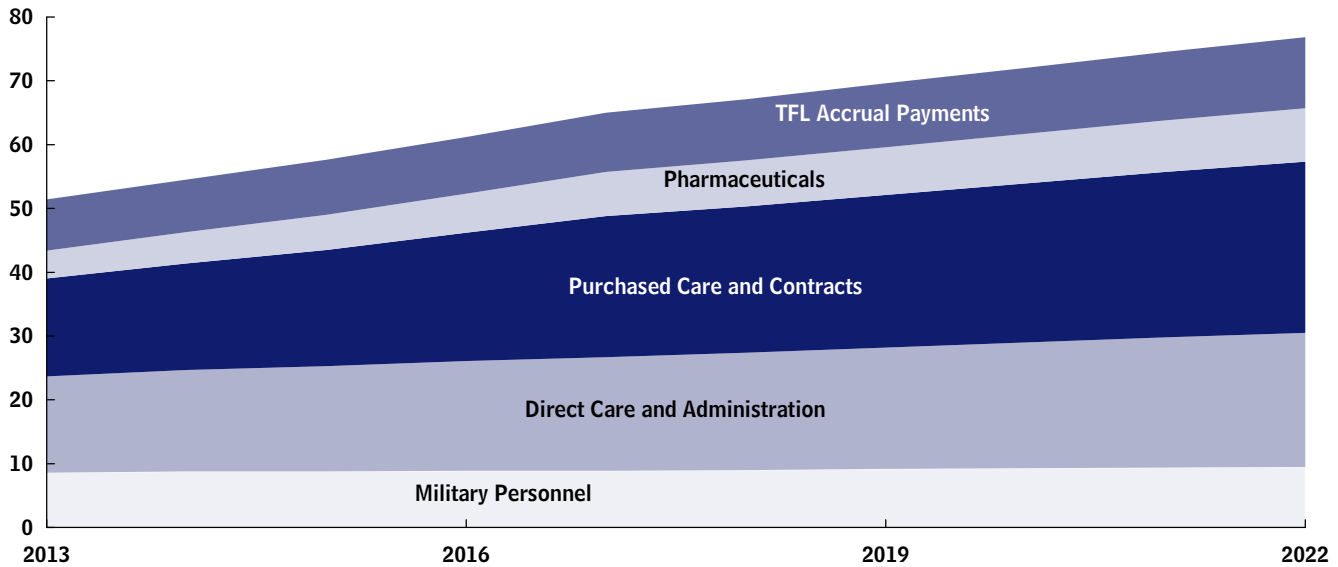 80
70
TFL Accrual Payments
60
Pharmaceuticals
50
40
Purchased Care and Contracts
30
20
Direct Care and Administration
10
Military Personnel
0
2013 2016 2019 2022